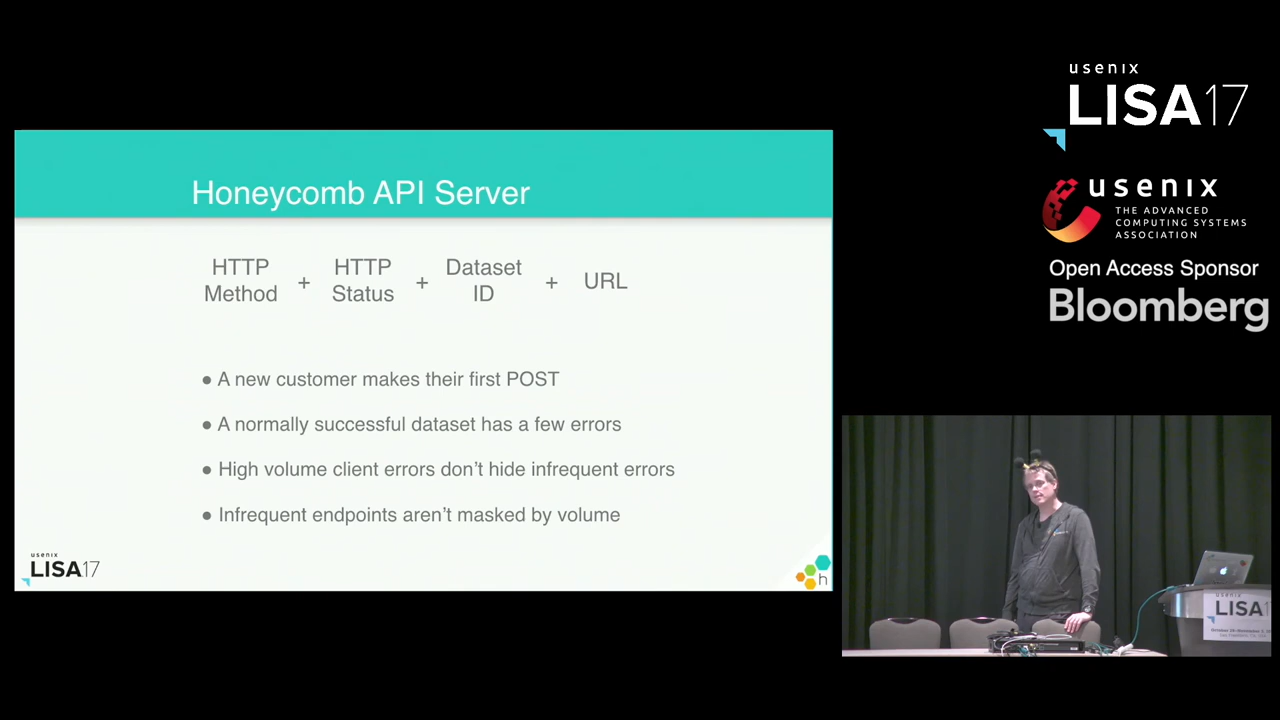 Honeycomb API Server
HTTP Method + HTTP Status + Dataset ID + URL
● A new customer makes their first POST
● A normally successful dataset has a few errors
● High volume client errors don't hide infrequent errors
● Infrequent endpoints aren't masked by volume
usenix
LISA17
h
usenix
LISA17
usenix
THE ADVANCED
COMPUTING SYSTEMS
ASSOCIATION
Open Access Sponsor
Bloomberg
usenix
LISA1